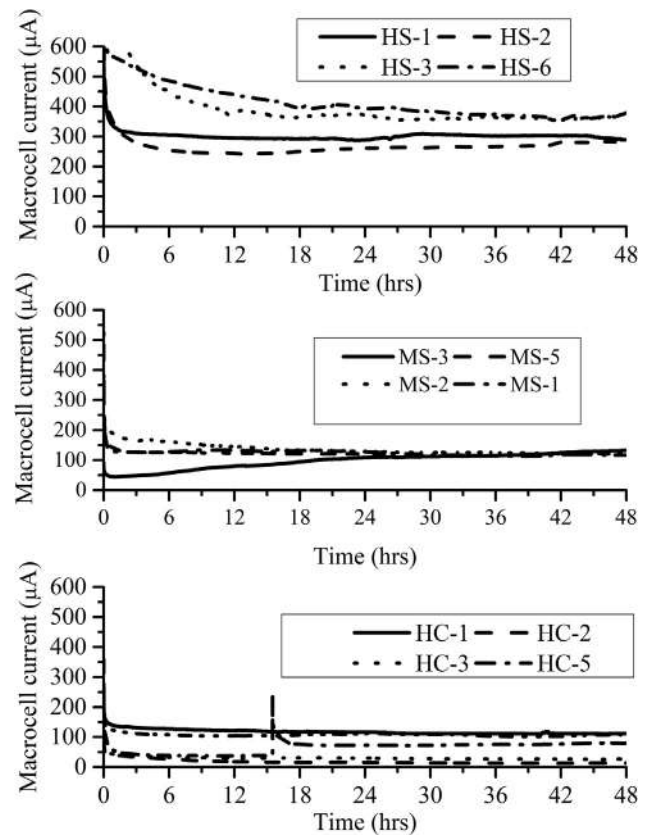 Macrocell current (µA)
600
500
400
300
200
100
0
HS-1 HS-2
HS-3 HS-6
0 6 12 18 24 30 36 42 48
Time (hrs)
Macrocell current (µA)
600
500
400
300
200
100
0
MS-3 MS-5
MS-2 MS-1
0 6 12 18 24 30 36 42 48
Time (hrs)
Macrocell current (µA)
600
500
400
300
200
100
0
HC-1 HC-2
HC-3 HC-5
0 6 12 18 24 30 36 42 48
Time (hrs)